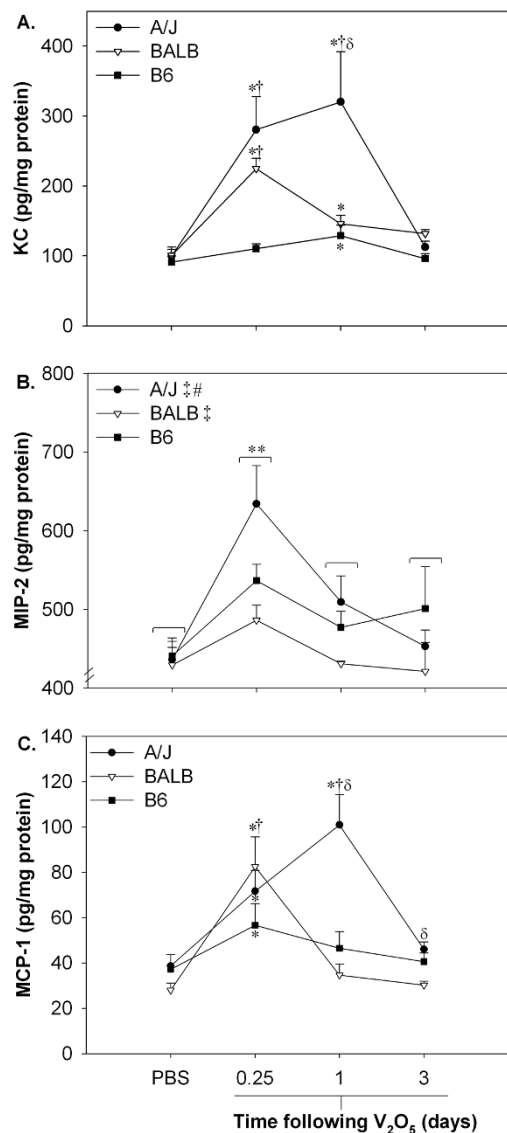 A.
A/J
BALB
B6
KC (pg/mg protein)
400
300
200
100
0
*†
*†
*†δ
*
*
B.
A/J ‡#
BALB ‡
B6
MIP-2 (pg/mg protein)
800
700
600
500
400
**
C.
A/J
BALB
B6
MCP-1 (pg/mg protein)
140
120
100
80
60
40
20
0
*†
*
*
*†δ
δ
PBS 0.25 1 3
Time following V₂O₅ (days)